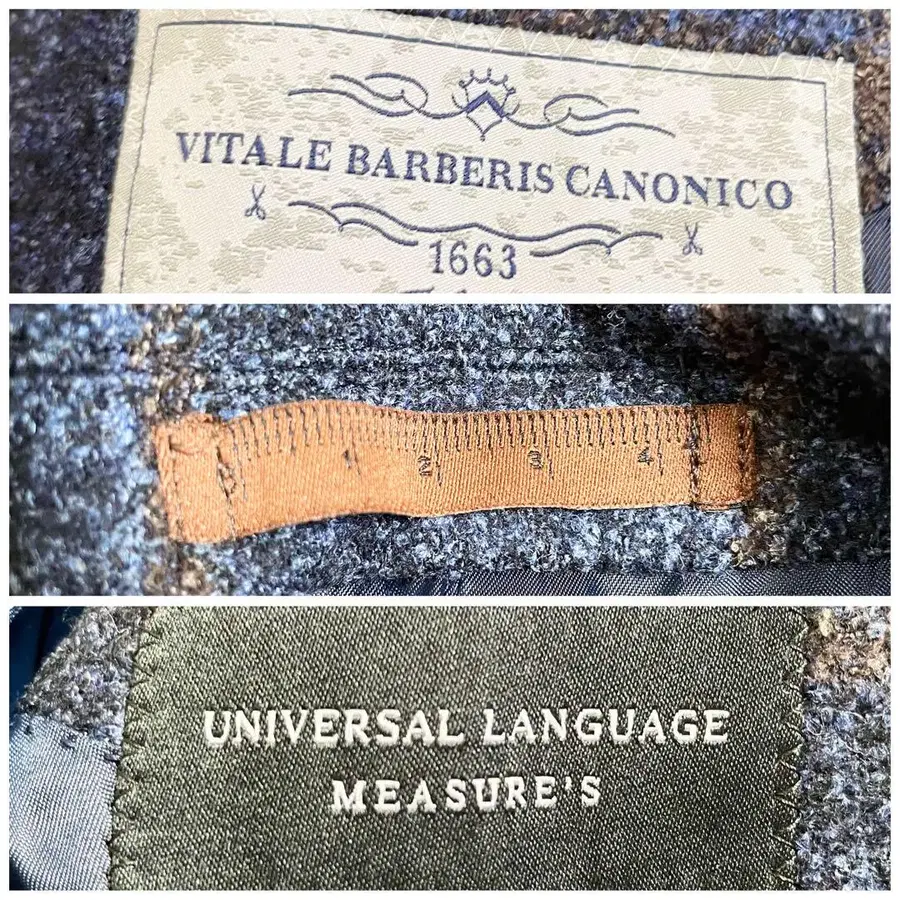 VITALE BARBERIS CANONICO
1663
1 2 3 4
UNIVERSAL LANGUAGE
MEASURE'S